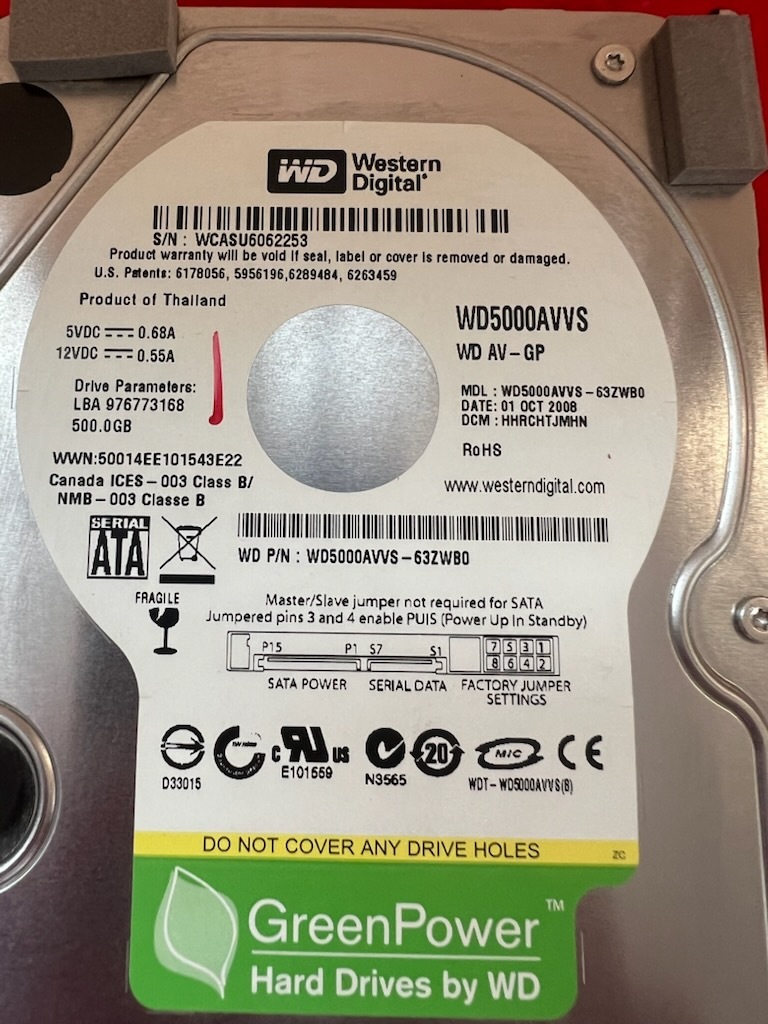 WD Western Digital®
S/N : WCASU6062253
Product warranty will be void if seal, label or cover is removed or damaged.
U.S. Patents: 6178056, 5956196,6289484, 6263459
Product of Thailand
5VDC 0.68A
12VDC 0.55A
Drive Parameters:
LBA 976773168
500.0GB
WWN:50014EE101543E22
Canada ICES-003 Class B/
NMB-003 Classe B
WD5000AVVS
WD AV-GP
MDL : WD5000AVVS-63ZWB0
DATE: 01 OCT 2008
DCM : HHRCHTJMHN
RoHS
www.westerndigital.com
SERIAL
ATA
WD P/N : WD5000AVVS-63ZWB0
FRAGILE
Master/Slave jumper not required for SATA
Jumpered pins 3 and 4 enable PUIS (Power Up In Standby)
P15 P1 S7 S1 7 5 3 1
8 6 4 2
SATA POWER SERIAL DATA FACTORY JUMPER
SETTINGS
D33015
c RU US
E101559
N3565
20
MIC
WDT-WD5000AVVS(B)
CE
DO NOT COVER ANY DRIVE HOLES ZC
GreenPower™
Hard Drives by WD